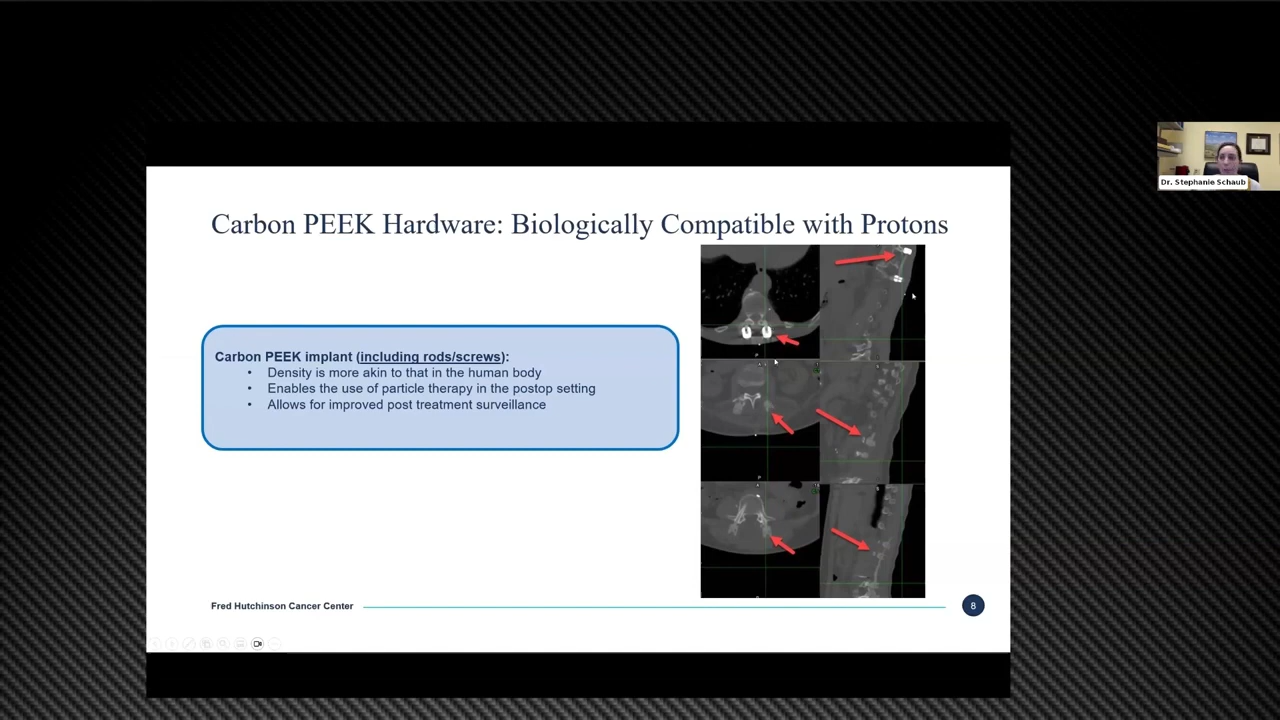 Dr. Stephanie Schaub
Carbon PEEK Hardware: Biologically Compatible with Protons
Carbon PEEK implant (including rods/screws):
• Density is more akin to that in the human body
• Enables the use of particle therapy in the postop setting
• Allows for improved post treatment surveillance
Fred Hutchinson Cancer Center
8